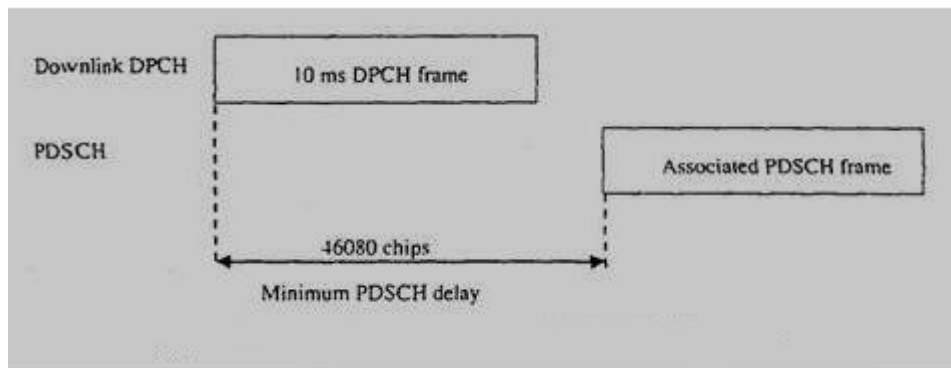 Downlink DPCH
10 ms DPCH frame
PDSCH
Associated PDSCH frame
46080 chips
Minimum PDSCH delay